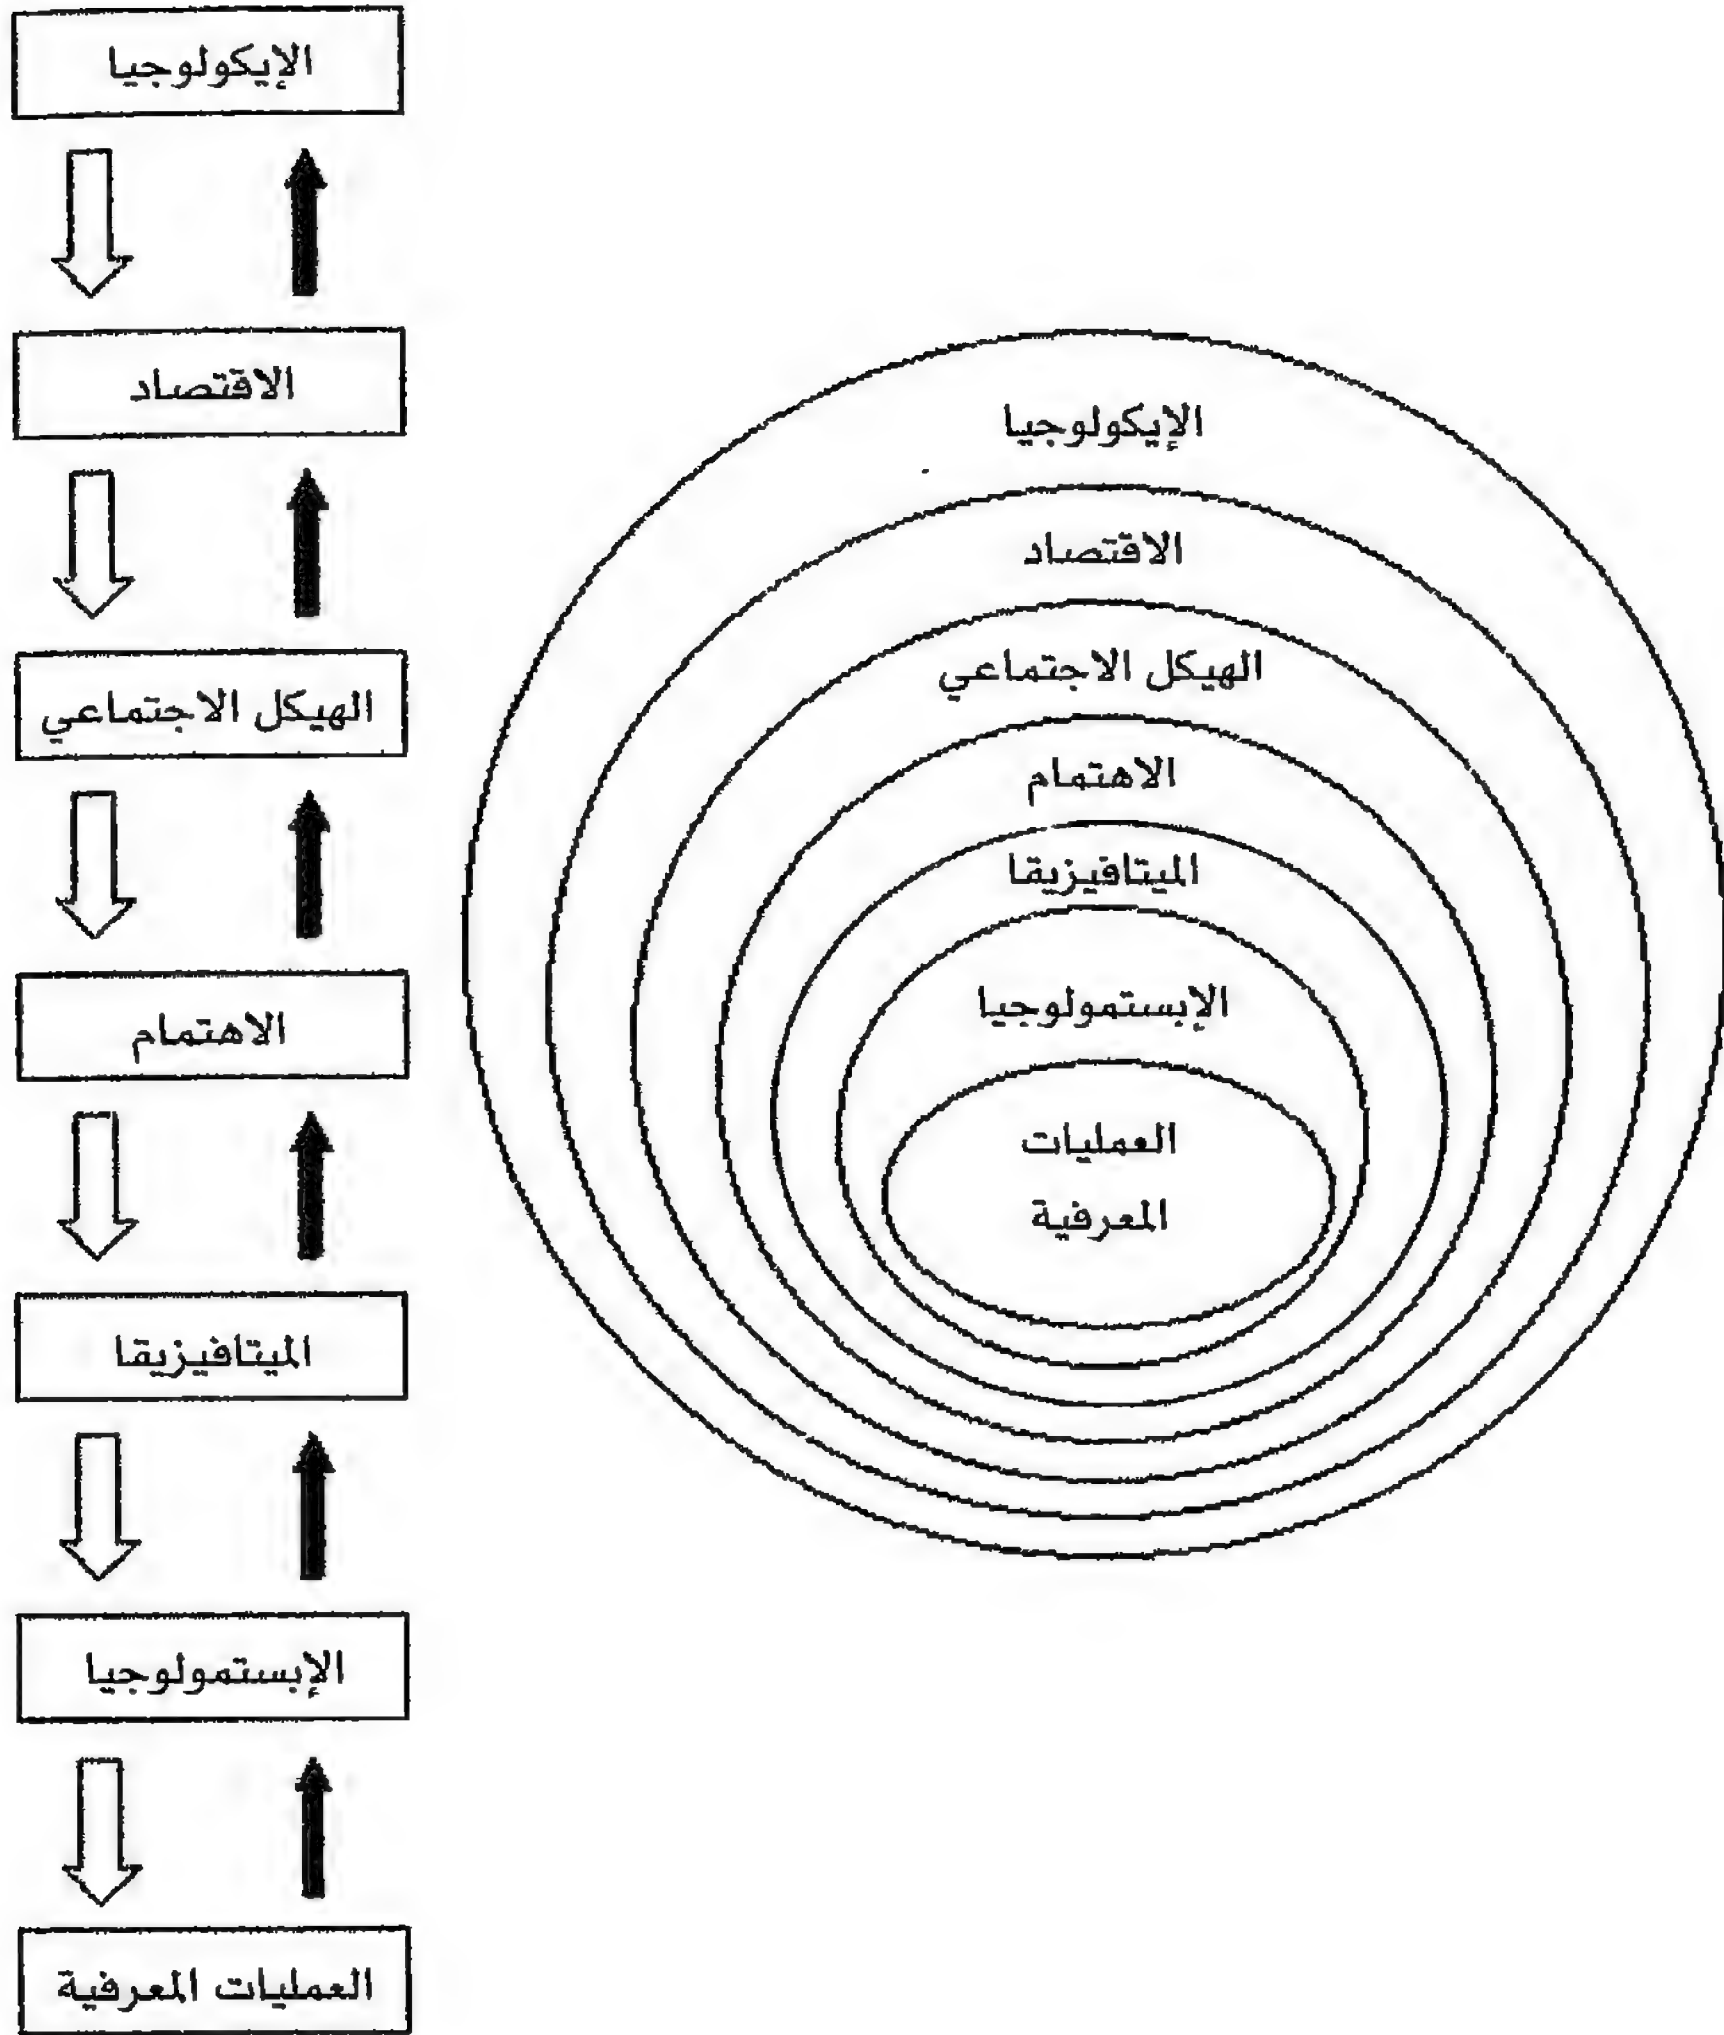 الإيكولوجيا
الاقتصاد
الهيكل الاجتماعي
الاهتمام
الميتافيزيقا
الإبستمولوجيا
العمليات المعرفية
الإيكولوجيا
الاقتصاد
الهيكل الاجتماعي
الاهتمام
الميتافيزيقا
الإبستمولوجيا
العمليات
المعرفية